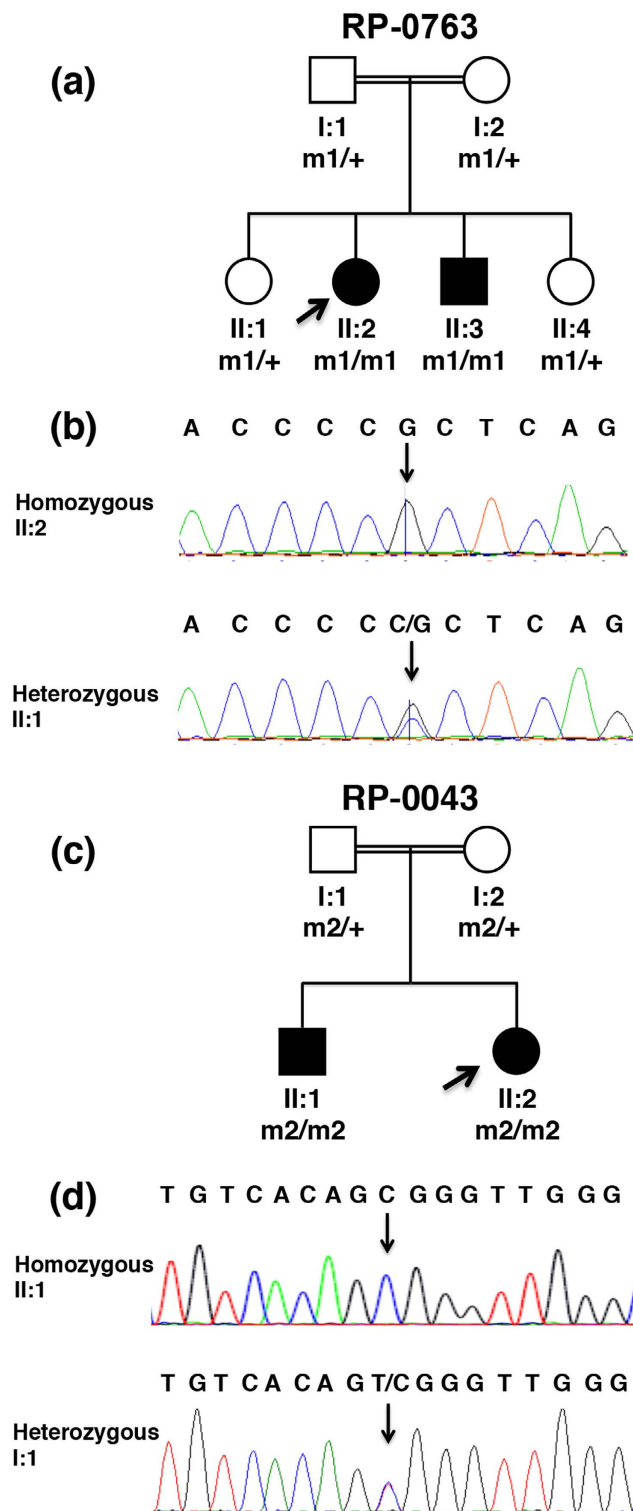 RP-0763
(a)
I:1 I:2
m1/+ m1/+
II:1 II:2 II:3 II:4
m1/+ m1/m1 m1/m1 m1/+
(b)
A C C C C G C T C A G
Homozygous
II:2
A C C C C C/G C T C A G
Heterozygous
II:1
RP-0043
(c)
I:1 I:2
m2/+ m2/+
II:1 II:2
m2/m2 m2/m2
(d)
T G T C A C A G C G G G T T G G G
Homozygous
II:1
T G T C A C A G T/C G G G T T G G G
Heterozygous
I:1